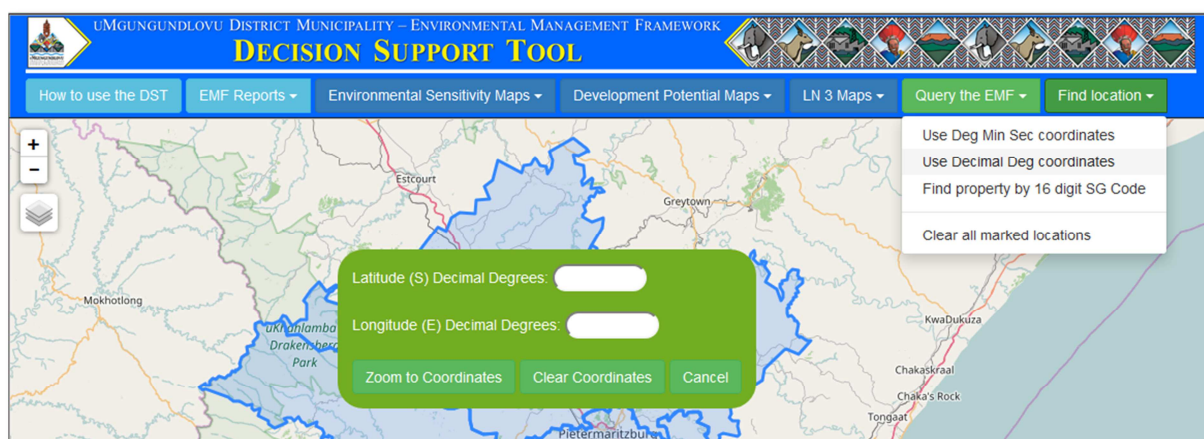 UMGUNGUNDLOVU DISTRICT MUNICIPALITY – ENVIRONMENTAL MANAGEMENT FRAMEWORK
DECISION SUPPORT TOOL
How to use the DST
EMF Reports
Environmental Sensitivity Maps
Development Potential Maps
LN 3 Maps
Query the EMF
Find location
Use Deg Min Sec coordinates
Use Decimal Deg coordinates
Find property by 16 digit SG Code
Clear all marked locations
+
−
Estcourt
Greytown
Latitude (S) Decimal Degrees:
Longitude (E) Decimal Degrees:
Zoom to Coordinates
Clear Coordinates
Cancel
Mokhotlong
uKhahlamba
Drakensberg
Park
KwaDukuza
Chakaskraal
Chaka's Rock
Tongaat
Pietermaritzburg